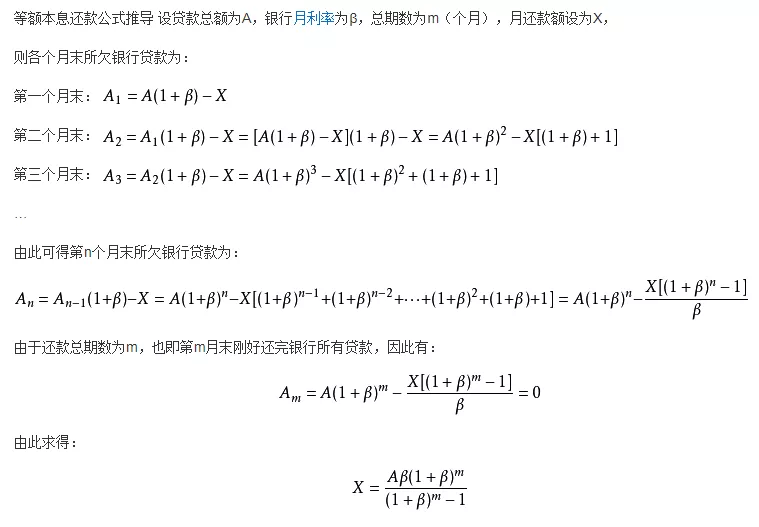 等额本息还款公式推导 设贷款总额为A，银行月利率为β，总期数为m（个月），月还款额设为X，
则各个月末所欠银行贷款为：
第一个月末： A₁ = A(1 + β) − X
第二个月末： A₂ = A₁(1 + β) − X = [A(1 + β) − X](1 + β) − X = A(1 + β)² − X[(1 + β) + 1]
第三个月末： A₃ = A₂(1 + β) − X = A(1 + β)³ − X[(1 + β)² + (1 + β) + 1]
…
由此可得第n个月末所欠银行贷款为：
Aₙ = Aₙ₋₁(1+β)−X = A(1+β)ⁿ−X[(1+β)ⁿ⁻¹+(1+β)ⁿ⁻²+⋯+(1+β)²+(1+β)+1] = A(1+β)ⁿ− X[(1 + β)ⁿ − 1] / β
由于还款总期数为m，也即第m月末刚好还完银行所有贷款，因此有：
Aₘ = A(1 + β)ᵐ − X[(1 + β)ᵐ − 1] / β = 0
由此求得：
X = Aβ(1 + β)ᵐ / (1 + β)ᵐ − 1